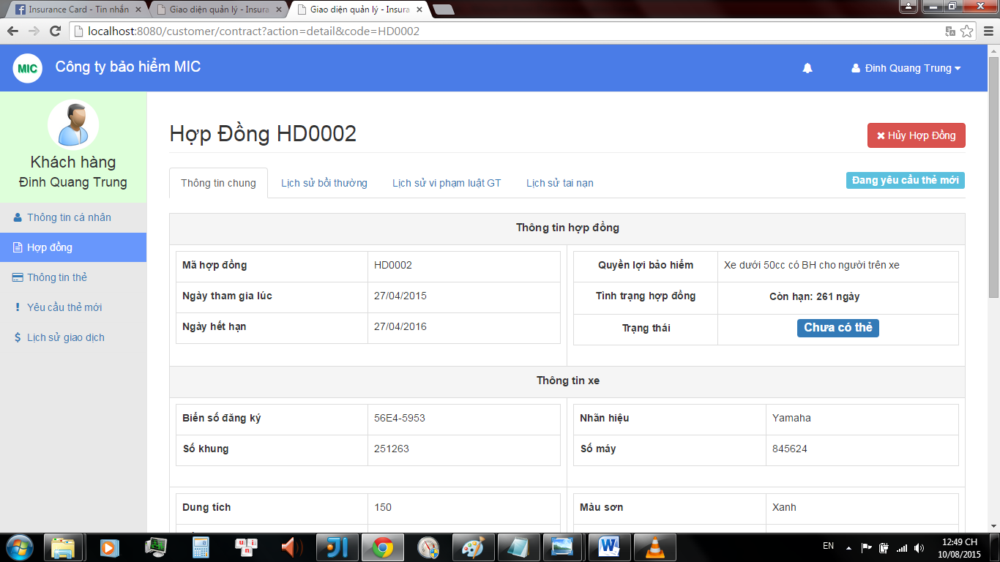 Insurance Card - Tin nhắn
Giao diện quản lý - Insura
Giao diện quản lý - Insura
localhost:8080/customer/contract?action=detail&code=HD0002
MIC
Công ty bảo hiểm MIC
Đinh Quang Trung
Khách hàng
Đinh Quang Trung
Thông tin cá nhân
Hợp đồng
Thông tin thẻ
Yêu cầu thẻ mới
Lịch sử giao dịch
Hợp Đồng HD0002
Hủy Hợp Đồng
Thông tin chung
Lịch sử bồi thường
Lịch sử vi phạm luật GT
Lịch sử tai nạn
Đang yêu cầu thẻ mới
Thông tin hợp đồng
Mã hợp đồng
HD0002
Ngày tham gia lúc
27/04/2015
Ngày hết hạn
27/04/2016
Quyền lợi bảo hiểm
Xe dưới 50cc có BH cho người trên xe
Tình trạng hợp đồng
Còn hạn: 261 ngày
Trạng thái
Chưa có thẻ
Thông tin xe
Biển số đăng ký
56E4-5953
Số khung
251263
Nhãn hiệu
Yamaha
Số máy
845624
Dung tích
150
Màu sơn
Xanh
EN
12:49 CH
10/08/2015